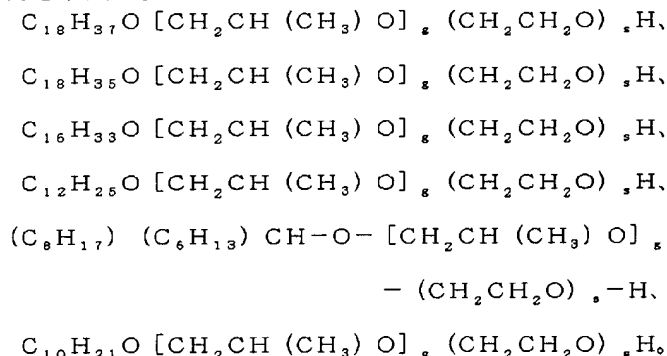 C₁₈H₃₇O [CH₂CH (CH₃) O] g (CH₂CH₂O) sH、
C₁₈H₃₅O [CH₂CH (CH₃) O] g (CH₂CH₂O) sH、
C₁₆H₃₃O [CH₂CH (CH₃) O] g (CH₂CH₂O) sH、
C₁₂H₂₅O [CH₂CH (CH₃) O] g (CH₂CH₂O) sH、
(C₈H₁₇) (C₆H₁₃) CH−O− [CH₂CH (CH₃) O] g
− (CH₂CH₂O) s−H、
C₁₀H₂₁O [CH₂CH (CH₃) O] g (CH₂CH₂O) sH。